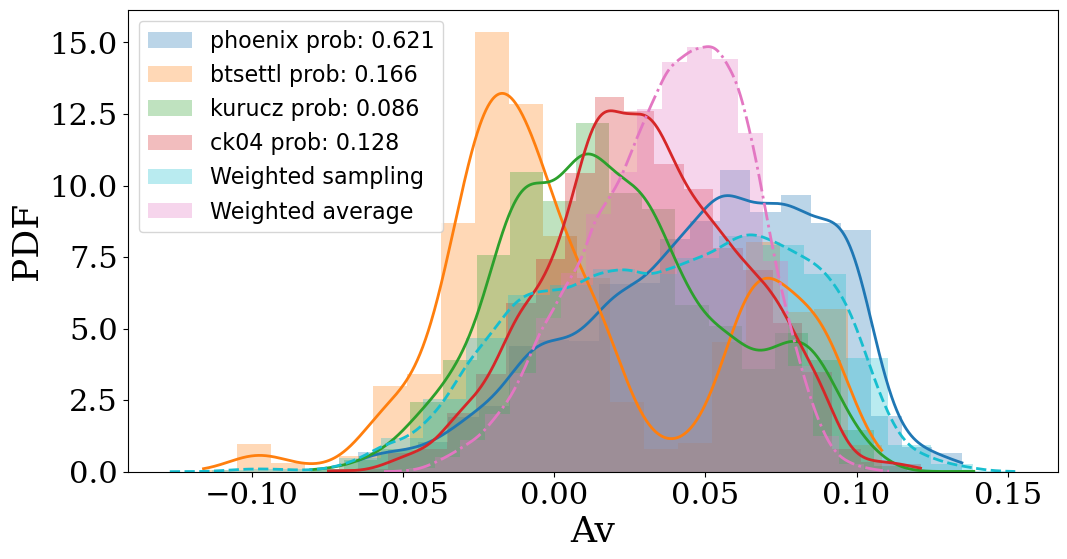 phoenix prob: 0.621
btsettl prob: 0.166
kurucz prob: 0.086
ck04 prob: 0.128
Weighted sampling
Weighted average
PDF
15.0
12.5
10.0
7.5
5.0
2.5
0.0
−0.10 −0.05 0.00 0.05 0.10 0.15
Av